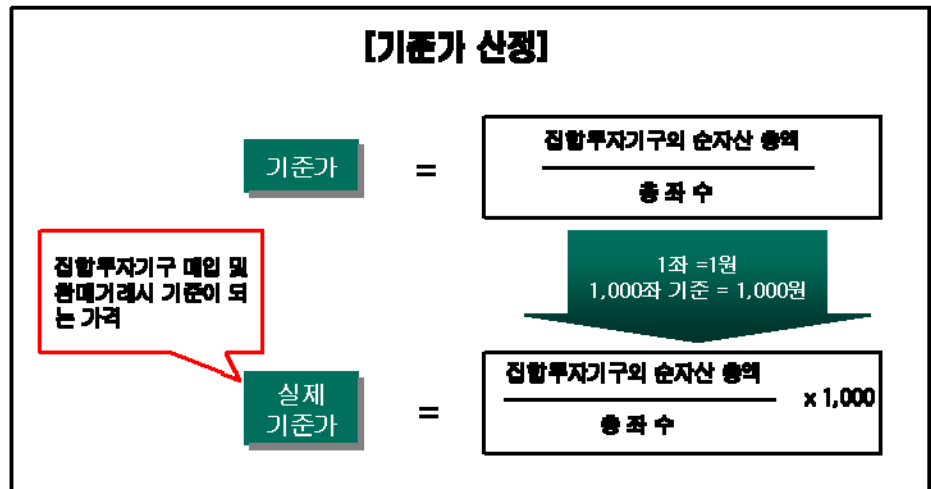 [기준가 산정]
기준가
=
집합투자기구의 순자산 총액
총 좌 수
집합투자기구 매입 및
환매거래시 기준이 되
는 가격
1좌 =1원
1,000좌 기준 = 1,000원
실제
기준가
=
집합투자기구의 순자산 총액
총 좌 수
x 1,000